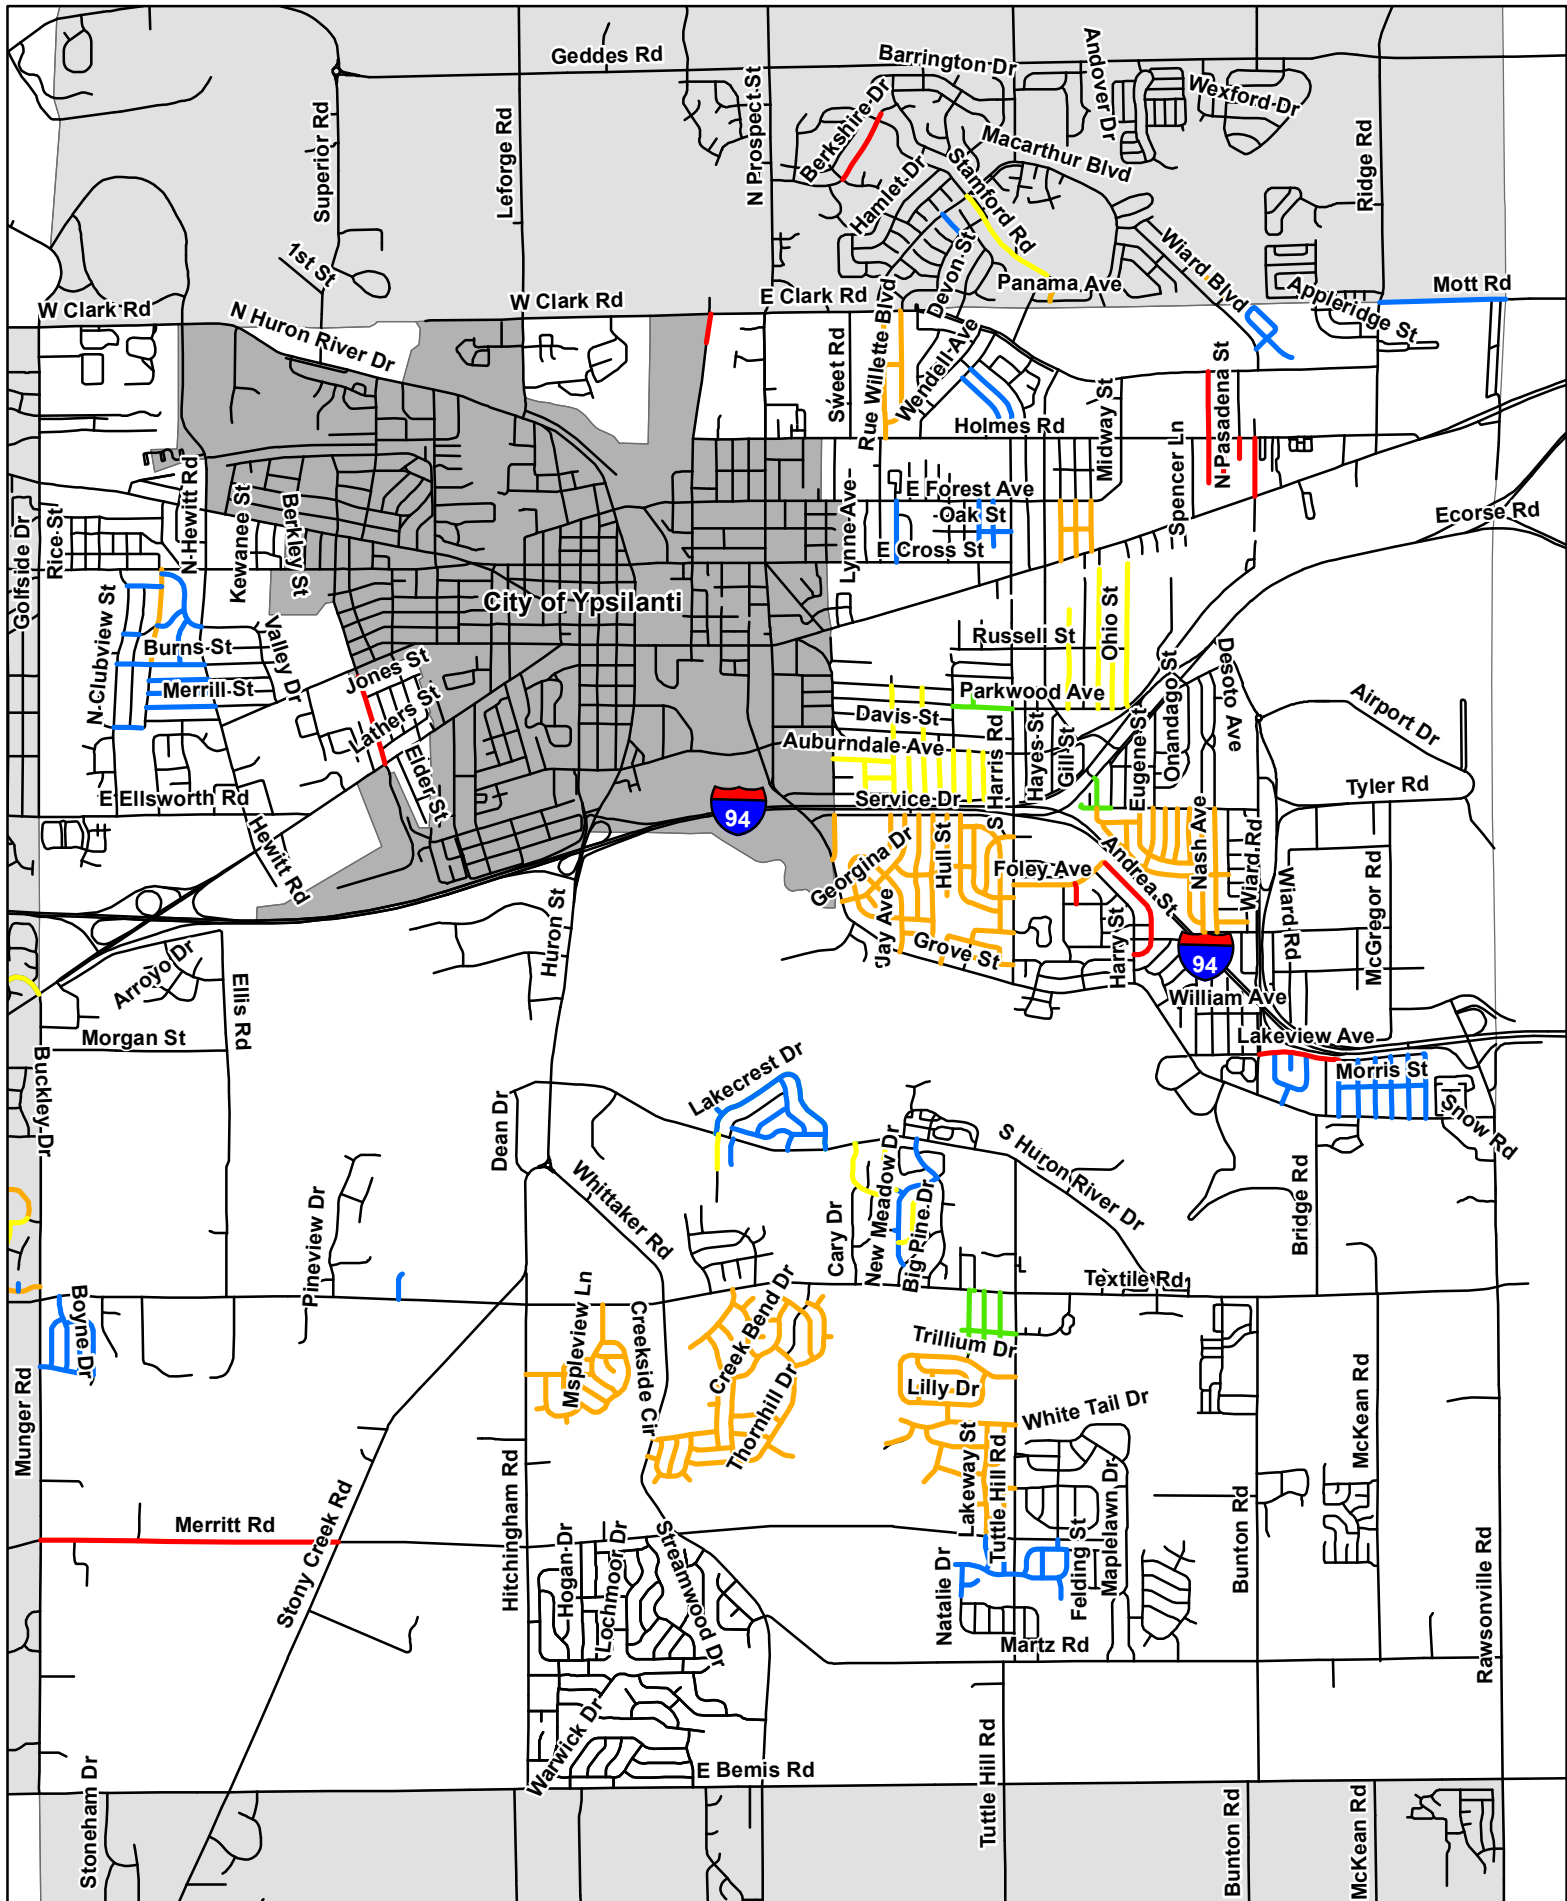 Geddes Rd
Barrington Dr
Andover Dr
Wexford Dr
Superior Rd
Leforge Rd
N Prospect St
Berkshire Dr
Macarthur Blvd
Ridge Rd
Hamlet Dr
Stamford Rd
1st St
Devon St
Wiard Blvd
Panama Ave
Appleridge St
Mott Rd
W Clark Rd
N Huron River Dr
W Clark Rd
E Clark Rd
Sweet Rd
Rue Willette Blvd
Wendell Ave
Holmes Rd
Midway St
Spencer Ln
N Pasadena St
Golfside Dr
Rice St
N Hewitt Rd
Kewanee St
Berkley St
Lynne Ave
E Forest Ave
Oak St
E Cross St
Ecorse Rd
City of Ypsilanti
N Clubview St
Burns St
Merrill St
Valley Dr
Jones St
Lathers St
Elder St
Russell St
Ohio St
Parkwood Ave
Davis St
Auburndale Ave
Service Dr
S Harris Rd
Hayes St
Gill St
Eugene St
Onandago St
Desoto Ave
Airport Dr
Tyler Rd
E Ellsworth Rd
Hewitt Rd
94
Georgina Dr
Hull St
Foley Ave
Andrea St
Nash Ave
Wiard Rd
Wiard Rd
McGregor Rd
Jay Ave
Grove St
Harry St
94
Huron St
Arroyo Dr
Ellis Rd
Morgan St
William Ave
Lakeview Ave
Morris St
Snow Rd
Buckley Dr
Dean Dr
Lakecrest Dr
Whittaker Rd
Pineview Dr
Cary Dr
New Meadow Dr
Big Pine Dr
S Huron River Dr
Bridge Rd
Textile Rd
Boyne Dr
Munger Rd
Mspleview Ln
Creekside Cir
Creek Bend Dr
Thornhill Dr
Trillium Dr
Lilly Dr
White Tail Dr
McKean Rd
Lakeway St
Tuttle Hill Rd
Maplelawn Dr
Bunton Rd
Merritt Rd
Stony Creek Rd
Hitchingham Rd
Hogan Dr
Lochmoor Dr
Streamwood Dr
Natalie Dr
Felding St
Martz Rd
Rawsonville Rd
Warwick Dr
E Bemis Rd
Stoneham Dr
Tuttle Hill Rd
Bunton Rd
McKean Rd